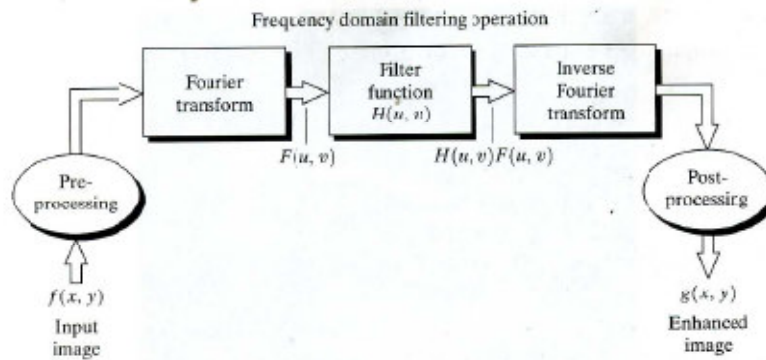 Frequency domain filtering operation
Fourier
transform
Filter
function
H(u, v)
Inverse
Fourier
transform
F(u, v)
H(u, v)F(u, v)
Pre-
processing
Post-
processing
f(x, y)
Input
image
g(x, y)
Enhanced
image